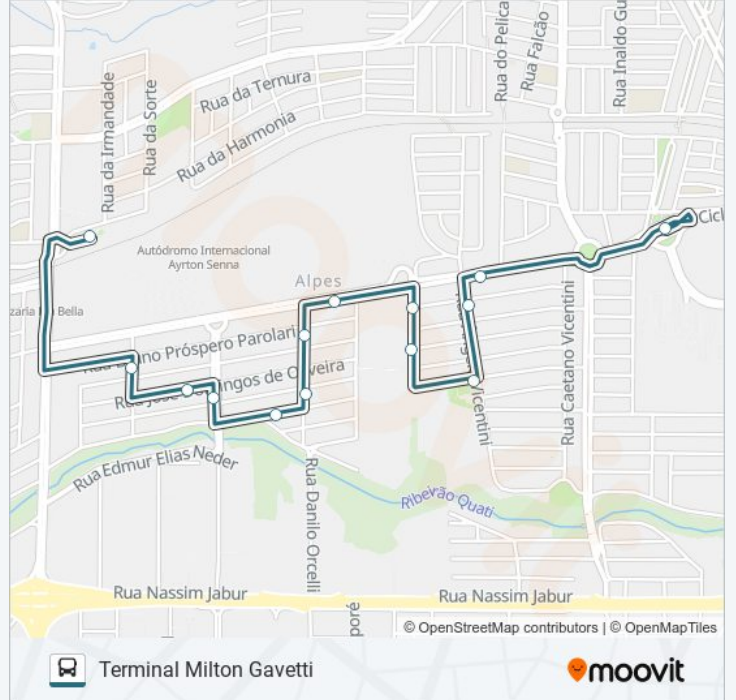 Rua do Pelica
Rua Falcão
Rua Inaldo Gu
Rua da Ternura
Rua da Irmandade
Rua da Sorte
Rua da Harmonia
Cicl
Autódromo Internacional
Ayrton Senna
Alpes
zaria
Bella
Próspero Parolari
Rua Caetano Vicentini
de
Vicentini
Rua Edmur Elias Neder
Rua Danilo Orcelli
Ribeirão Quati
Rua Nassim Jabur
Rua Nassim Jabur
poré
© OpenStreetMap contributors | © OpenMapTiles
Terminal Milton Gavetti
moovit